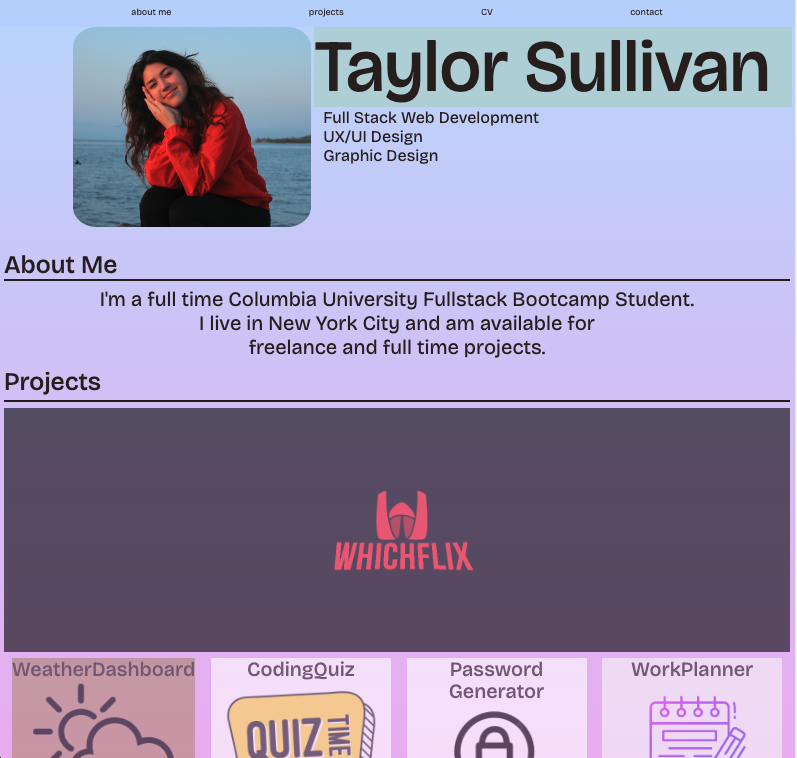 about me projects CV contact
Taylor Sullivan
Full Stack Web Development
UX/UI Design
Graphic Design
About Me
I'm a full time Columbia University Fullstack Bootcamp Student.
I live in New York City and am available for
freelance and full time projects.
Projects
WHICHFLIX
WeatherDashboard
CodingQuiz
Password
Generator
WorkPlanner
QUIZ
TIME